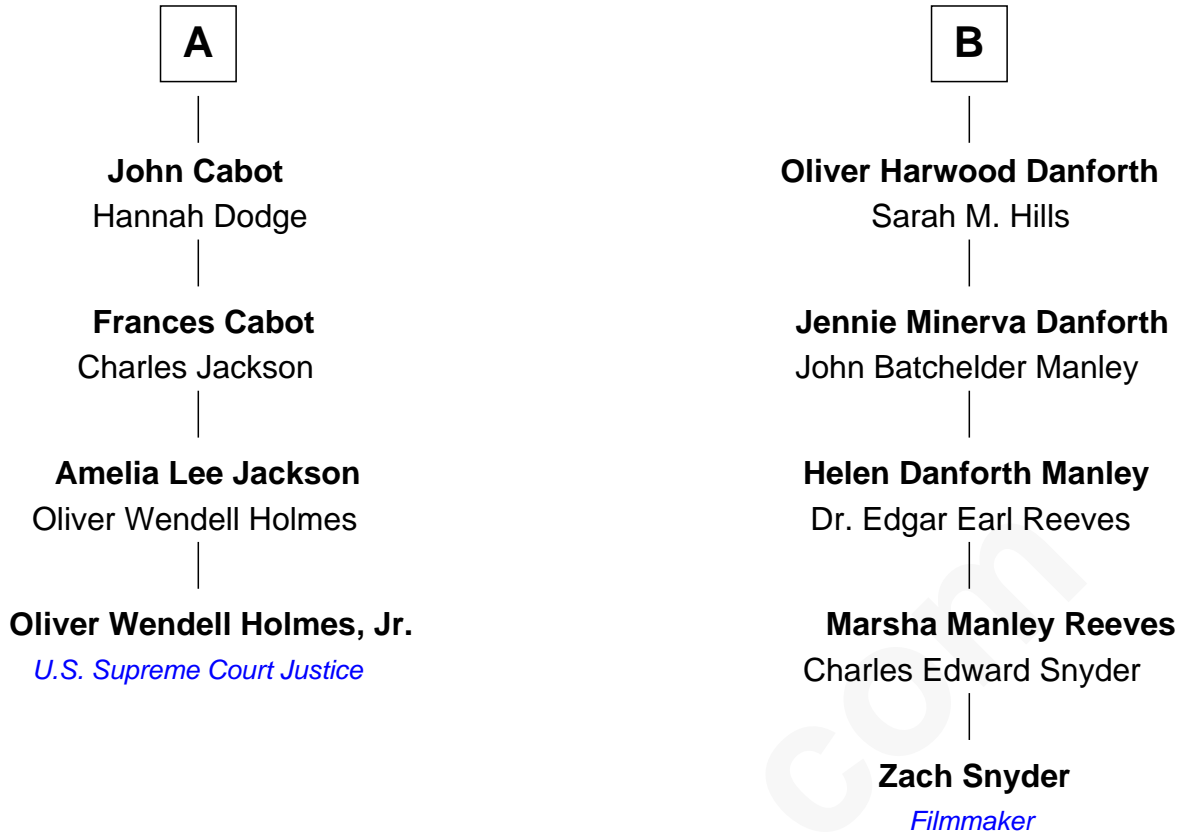 A
John Cabot
Hannah Dodge
Frances Cabot
Charles Jackson
Amelia Lee Jackson
Oliver Wendell Holmes
Oliver Wendell Holmes, Jr.
U.S. Supreme Court Justice
B
Oliver Harwood Danforth
Sarah M. Hills
Jennie Minerva Danforth
John Batchelder Manley
Helen Danforth Manley
Dr. Edgar Earl Reeves
Marsha Manley Reeves
Charles Edward Snyder
Zach Snyder
Filmmaker
com